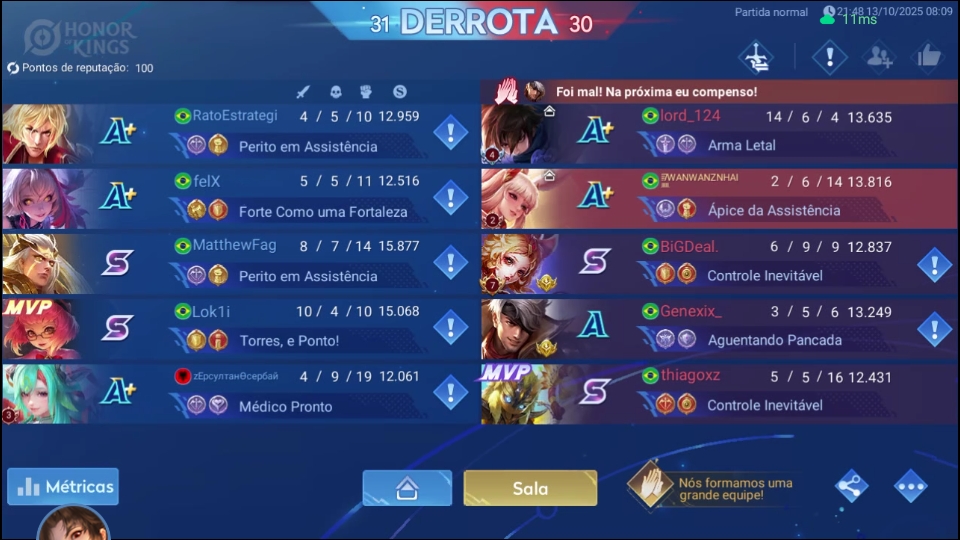 HONOR
OF KINGS
31 DERROTA 30
Partida normal 21:48 13/10/2025 08:09
11ms
Pontos de reputação: 100
Foi mal! Na próxima eu compenso!
A+ RatoEstrategi 4 / 5 / 10 12.959
Perito em Assistência
A+ felX 5 / 5 / 11 12.516
Forte Como uma Fortaleza
S MatthewFag 8 / 7 / 14 15.877
Perito em Assistência
MVP
S Lok1i 10 / 4 / 10 15.068
Torres, e Ponto!
3 A+ zЕрсултанӨсербай 4 / 9 / 19 12.061
Médico Pronto
4 A+ lord_124 14 / 6 / 4 13.635
Arma Letal
2 A+ WANWANZNHAI 2 / 6 / 14 13.816
Ápice da Assistência
7 S BiGDeal. 6 / 9 / 9 12.837
Controle Inevitável
A Genexix_ 3 / 5 / 6 13.249
Aguentando Pancada
MVP
S thiagoxz 5 / 5 / 16 12.431
Controle Inevitável
Métricas
Sala
Nós formamos uma
grande equipe!